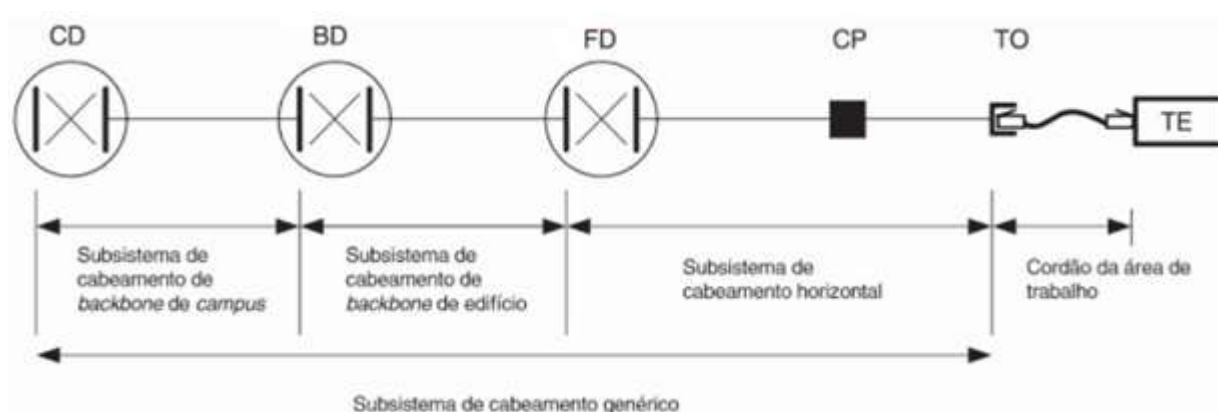 CD BD FD CP TO
TE
Subsistema de
cabeamento de
backbone de campus
Subsistema de
cabeamento de
backbone de edifício
Subsistema de
cabeamento horizontal
Cordão da área de
trabalho
Subsistema de cabeamento genérico